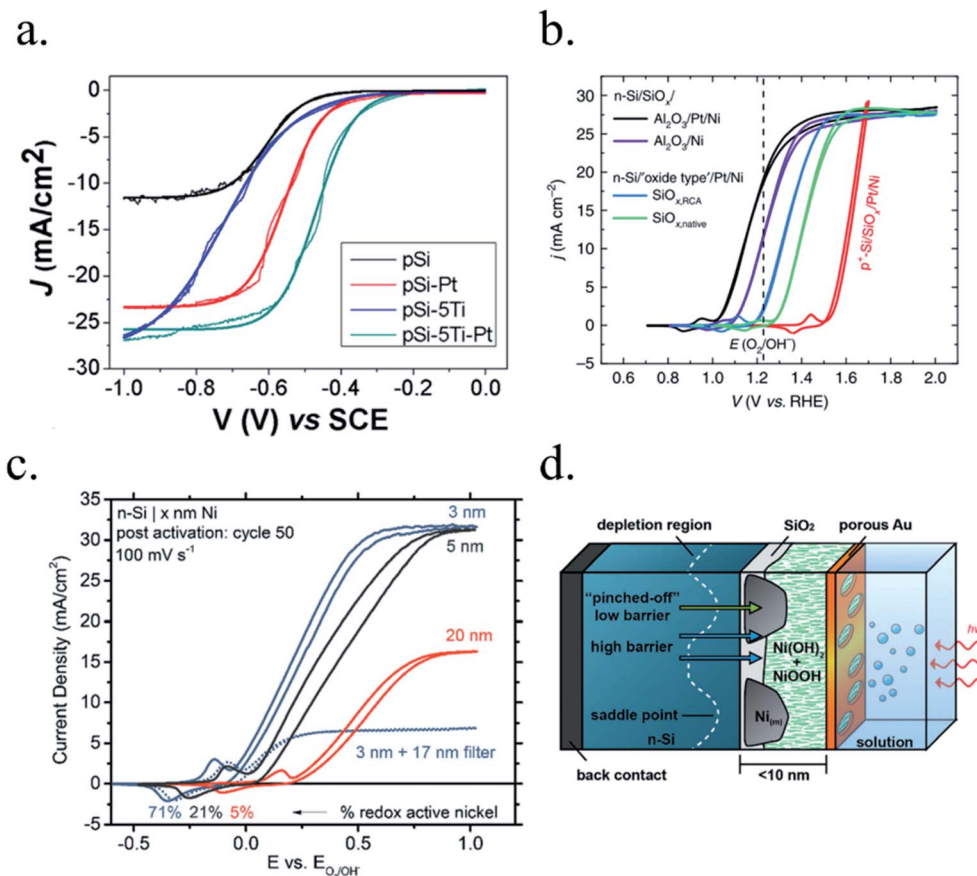 a.
0
-5
-10
-15
-20
-25
-30
J (mA/cm²)
-1.0 -0.8 -0.6 -0.4 -0.2 0.0
V (V) vs SCE
pSi
pSi-Pt
pSi-5Ti
pSi-5Ti-Pt
b.
30
25
20
15
10
5
0
-5
j (mA cm⁻²)
n-Si/SiOₓ/
Al₂O₃/Pt/Ni
Al₂O₃/Ni
n-Si/"oxide type"/Pt/Ni
SiOₓ,RCA
SiOₓ,native
p⁺-Si/SiOₓ/Pt/Ni
E (O₂/OH⁻)
0.6 0.8 1.0 1.2 1.4 1.6 1.8 2.0
V (V vs. RHE)
c.
35
30
25
20
15
10
5
0
-5
Current Density (mA/cm²)
n-Si | x nm Ni
post activation: cycle 50
100 mV s⁻¹
3 nm
5 nm
20 nm
3 nm + 17 nm filter
71% 21% 5% ← % redox active nickel
-0.5 0.0 0.5 1.0
E vs. E O₂/OH⁻
d.
depletion region
SiO₂
porous Au
"pinched-off"
low barrier
high barrier
Ni(OH)₂
+
NiOOH
hν
saddle point
Ni(m)
n-Si
solution
back contact
<10 nm